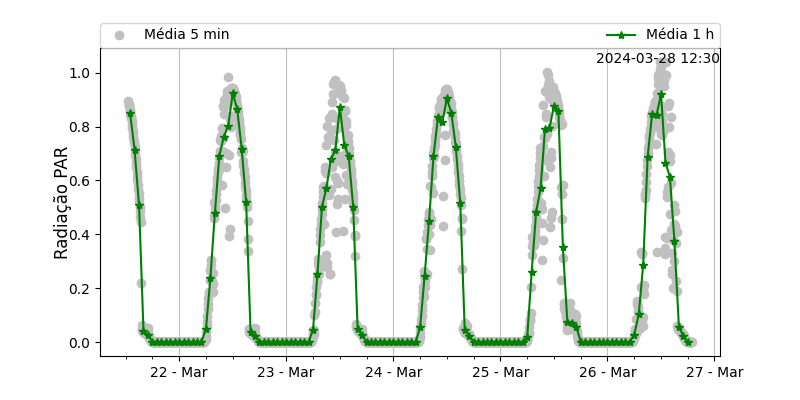 Média 5 min
Média 1 h
2024-03-28 12:30
Radiação PAR
1.0
0.8
0.6
0.4
0.2
0.0
22 - Mar
23 - Mar
24 - Mar
25 - Mar
26 - Mar
27 - Mar